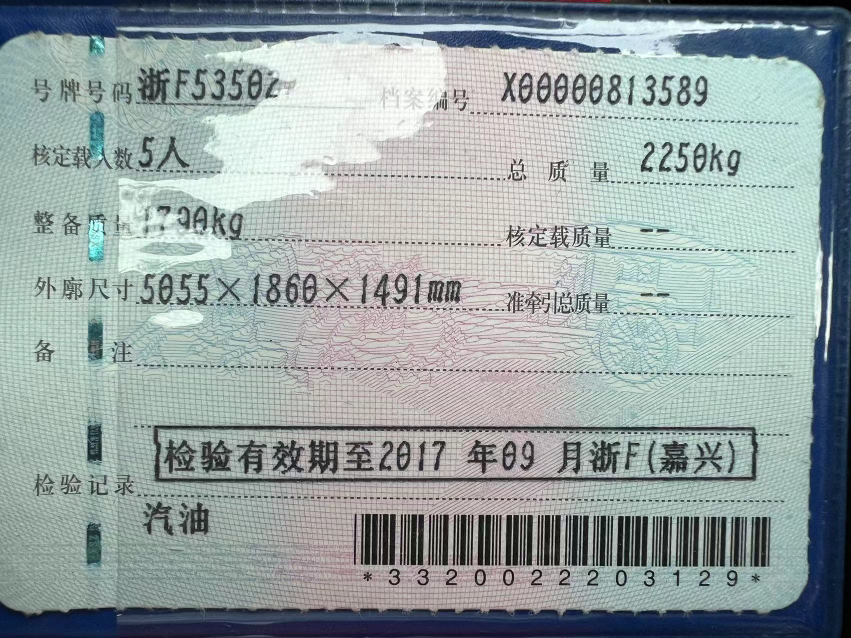 号牌号码 浙F53502 档案编号 X00000813589
核定载人数 5人 总质量 2250kg
整备质量 1790kg 核定载质量 --
外廓尺寸 5055×1860×1491mm 准牵引总质量 --
备注
检验有效期至2017 年09 月浙F(嘉兴)
检验记录
汽油
*3320022203129*